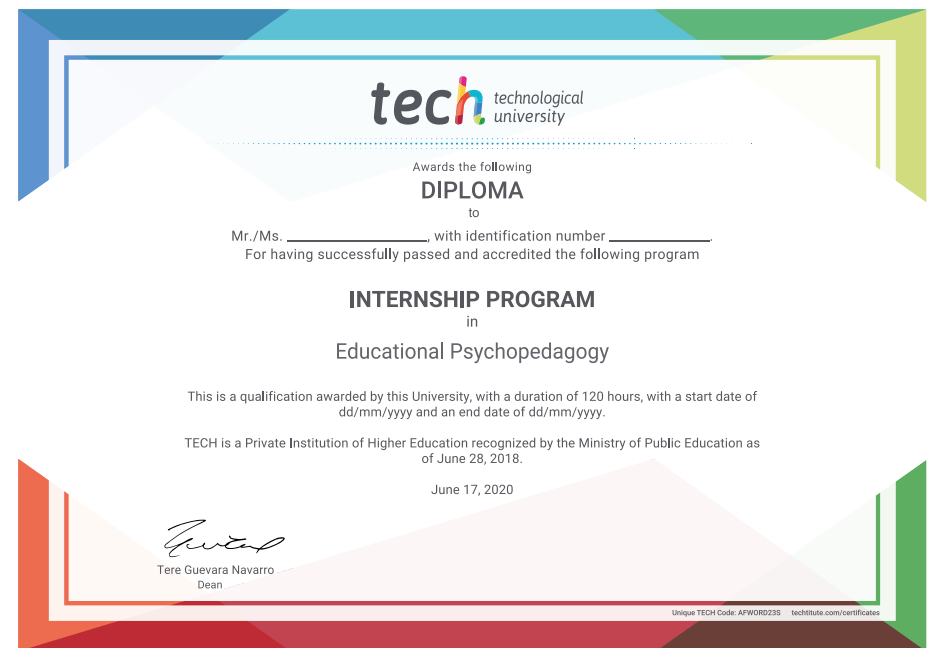 tech technological
university
Awards the following
DIPLOMA
to
Mr./Ms. ____________, with identification number ____________.
For having successfully passed and accredited the following program
INTERNSHIP PROGRAM
in
Educational Psychopedagogy
This is a qualification awarded by this University, with a duration of 120 hours, with a start date of
dd/mm/yyyy and an end date of dd/mm/yyyy.
TECH is a Private Institution of Higher Education recognized by the Ministry of Public Education as
of June 28, 2018.
June 17, 2020
Tere Guevara Navarro
Dean
Unique TECH Code: AFWORD23S techtitute.com/certificates